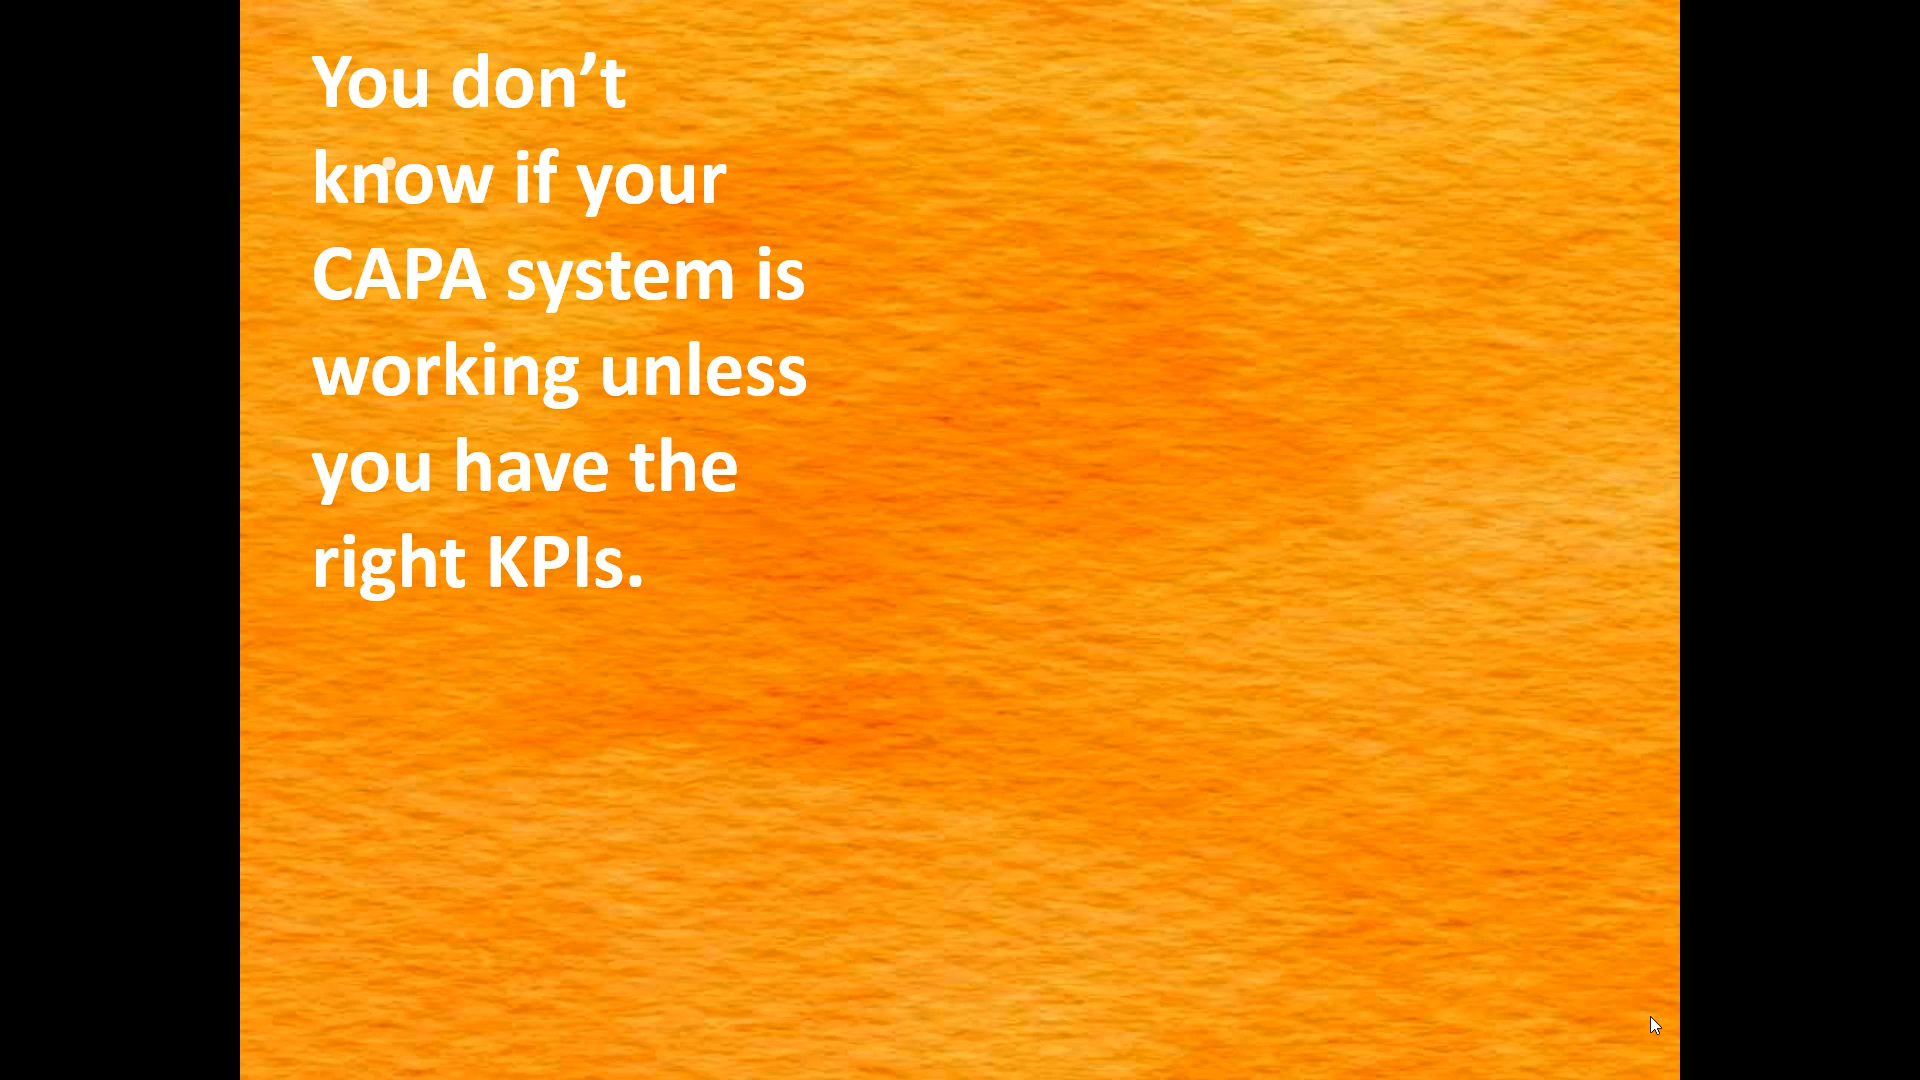 You don’t
know if your
CAPA system is
working unless
you have the
right KPIs.